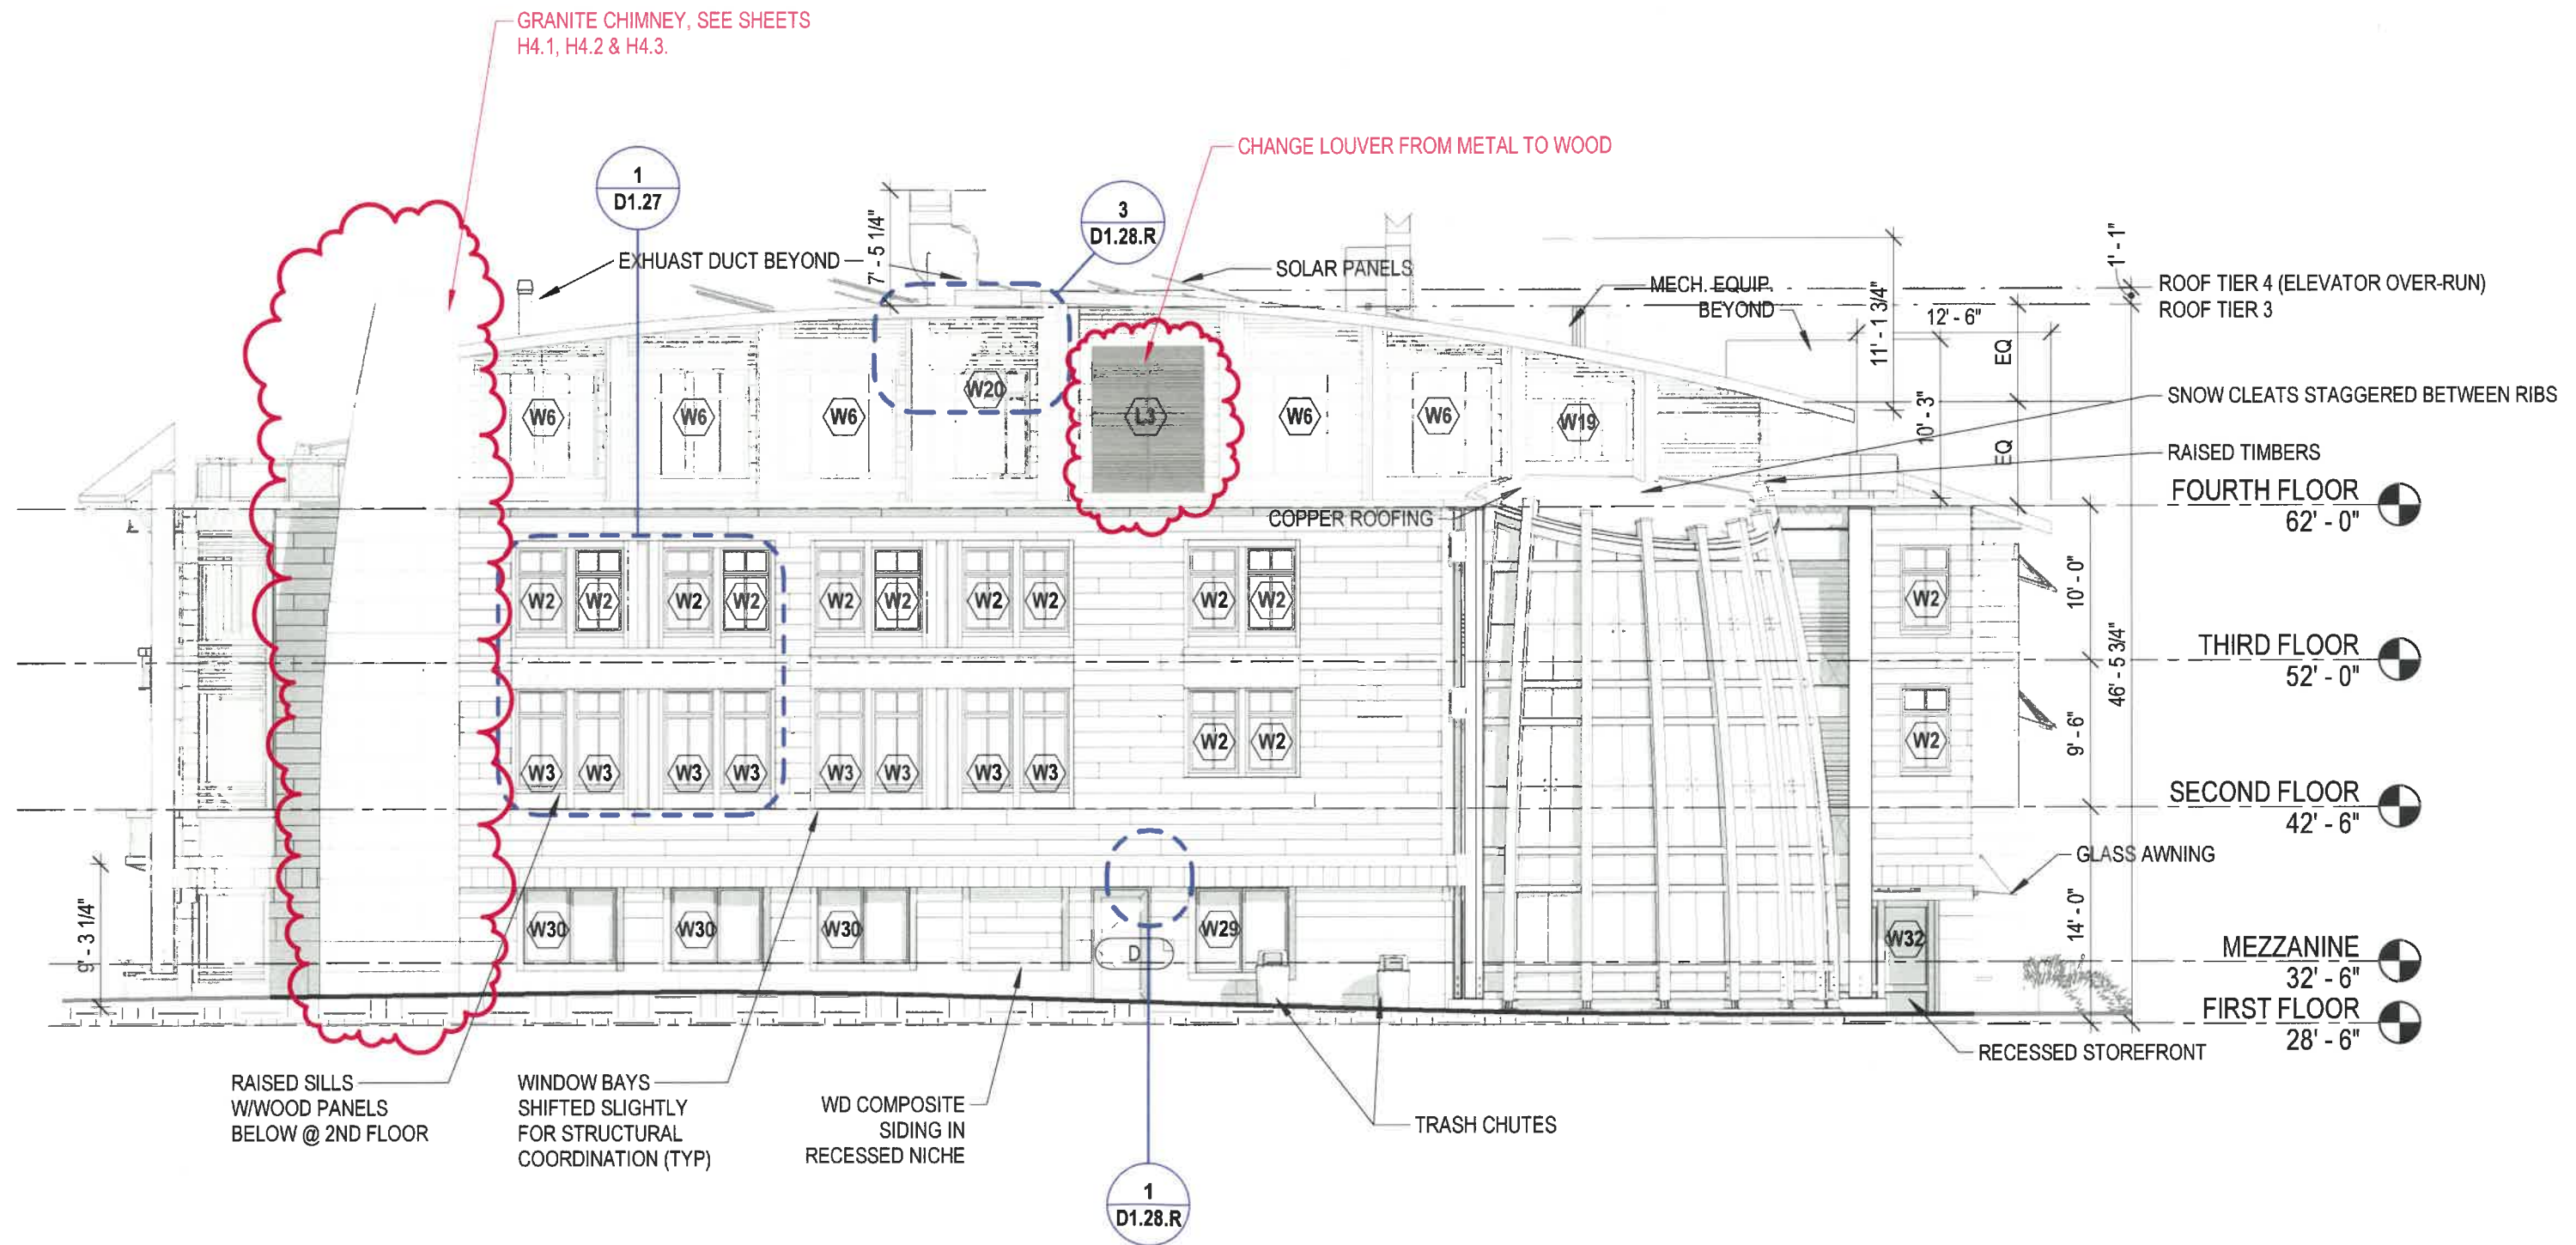 GRANITE CHIMNEY, SEE SHEETS
H4.1, H4.2 & H4.3.
CHANGE LOUVER FROM METAL TO WOOD
1
D1.27
3
D1.28.R
7' - 5 1/4"
EXHUAST DUCT BEYOND
SOLAR PANELS
MECH. EQUIP.
BEYOND
11' - 1 3/4"
12' - 6"
1' - 1"
ROOF TIER 4 (ELEVATOR OVER-RUN)
ROOF TIER 3
EQ
10' - 3"
EQ
SNOW CLEATS STAGGERED BETWEEN RIBS
RAISED TIMBERS
W6
W6
W6
W20
L3
W6
W6
W19
FOURTH FLOOR
62' - 0"
COPPER ROOFING
W2
W2
W2
W2
W2
W2
W2
W2
W2
W2
W2
10' - 0"
THIRD FLOOR
52' - 0"
46' - 5 3/4"
W3
W3
W3
W3
W3
W3
W3
W3
W2
W2
W2
9' - 6"
SECOND FLOOR
42' - 6"
GLASS AWNING
9' - 3 1/4"
W30
W30
W30
D
W29
W32
14' - 0"
MEZZANINE
32' - 6"
FIRST FLOOR
28' - 6"
RECESSED STOREFRONT
RAISED SILLS
W/WOOD PANELS
BELOW @ 2ND FLOOR
WINDOW BAYS
SHIFTED SLIGHTLY
FOR STRUCTURAL
COORDINATION (TYP)
WD COMPOSITE
SIDING IN
RECESSED NICHE
TRASH CHUTES
1
D1.28.R